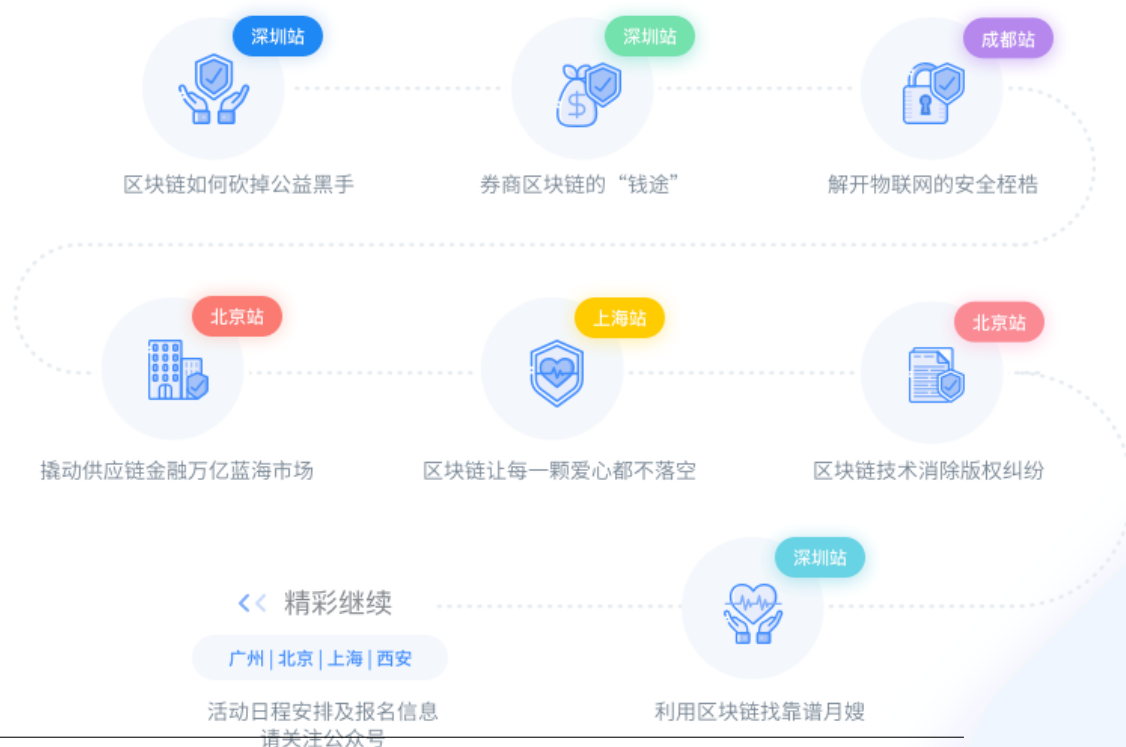 深圳站
区块链如何砍掉公益黑手
深圳站
券商区块链的“钱途”
成都站
解开物联网的安全桎梏
北京站
撬动供应链金融万亿蓝海市场
上海站
区块链让每一颗爱心都不落空
北京站
区块链技术消除版权纠纷
深圳站
利用区块链找靠谱月嫂
精彩继续
广州|北京|上海|西安
活动日程安排及报名信息
请关注公众号